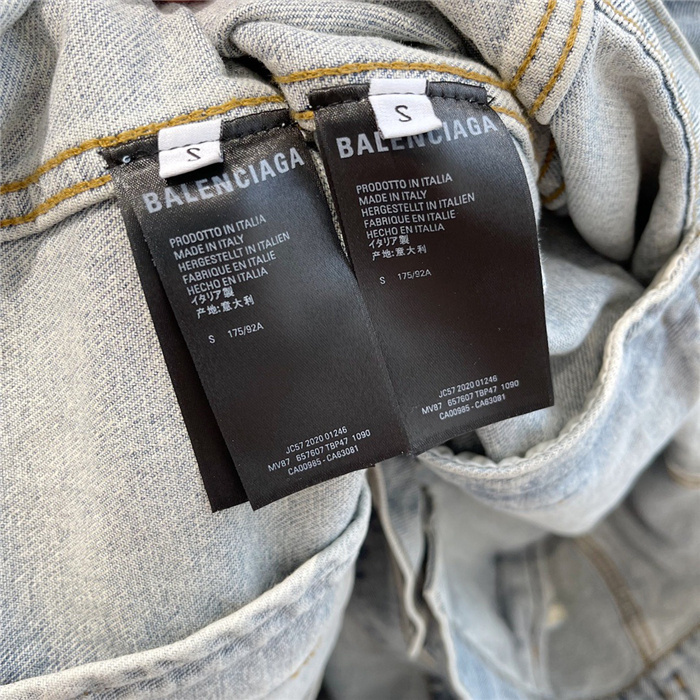 S
BALENCIAGA
PRODOTTO IN ITALIA
MADE IN ITALY
HERGESTELLT IN ITALIEN
FABRIQUE EN ITALIE
HECHO EN ITALIA
イタリア製
产地:意大利
S 175/92A
JC57 2020 01246
MV87 657607 TBP47 1090
CA00985 - CA63081
S
BALENCIAGA
PRODOTTO IN ITALIA
MADE IN ITALY
HERGESTELLT IN ITALIEN
FABRIQUE EN ITALIE
HECHO EN ITALIA
イタリア製
产地:意大利
S 175/92A
JC57 2020 01246
MV87 657607 TBP47 1090
CA00985 - CA63081